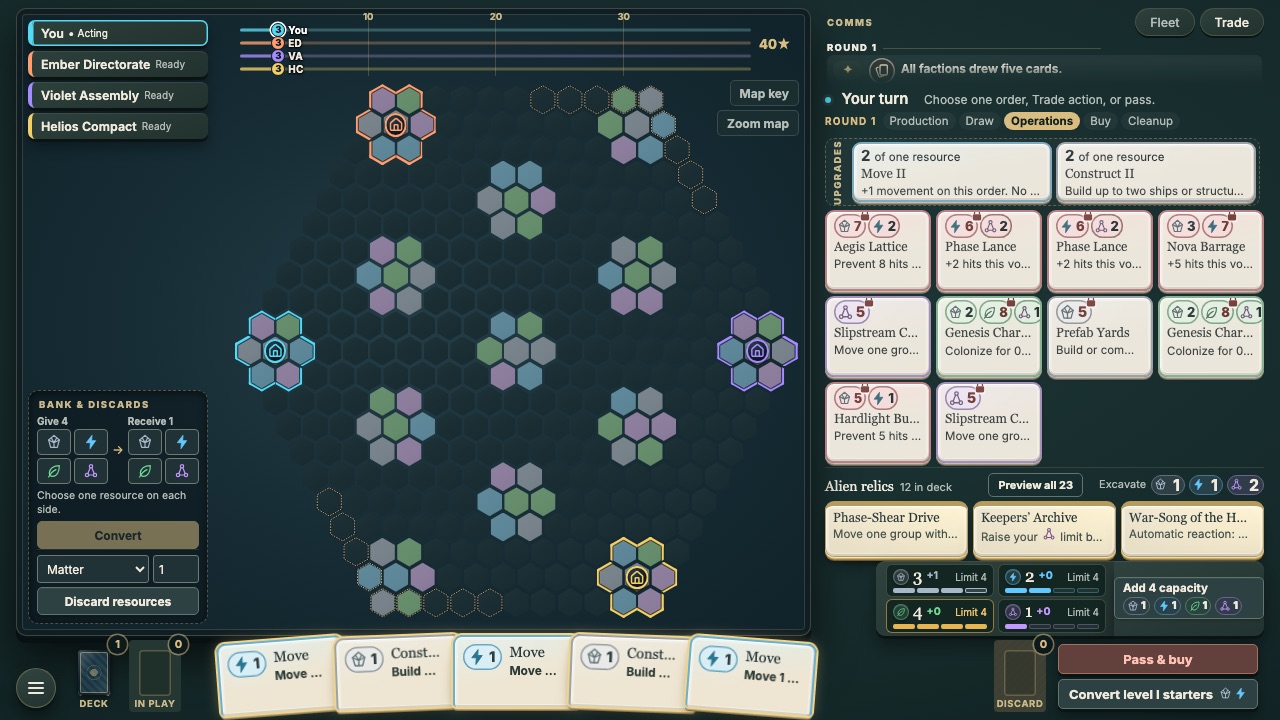 You • Acting
Ember Directorate Ready
Violet Assembly Ready
Helios Compact Ready
10 20 30
3 You
3 ED
3 VA
3 HC
40★
Map key
Zoom map
BANK & DISCARDS
Give 4 Receive 1
→
Choose one resource on each
side.
Convert
Matter 1
Discard resources
COMMS
Fleet Trade
ROUND 1
All factions drew five cards.
Your turn Choose one order, Trade action, or pass.
ROUND 1 Production Draw Operations Buy Cleanup
UPGRADES
2 of one resource
Move II
+1 movement on this order. No ...
2 of one resource
Construct II
Build up to two ships or structu...
7 2
Aegis Lattice
Prevent 8 hits ...
6 2
Phase Lance
+2 hits this vo...
6 2
Phase Lance
+2 hits this vo...
3 7
Nova Barrage
+5 hits this vo...
5
Slipstream C...
Move one gro...
2 8 1
Genesis Char...
Colonize for 0...
5
Prefab Yards
Build or com...
2 8 1
Genesis Char...
Colonize for 0...
5 1
Hardlight Bu...
Prevent 5 hits ...
5
Slipstream C...
Move one gro...
Alien relics 12 in deck
Preview all 23
Excavate 1 1 2
Phase-Shear Drive
Move one group with...
Keepers' Archive
Raise your limit b...
War-Song of the H...
Automatic reaction: ...
3 +1 Limit 4
2 +0 Limit 4
4 +0 Limit 4
1 +0 Limit 4
Add 4 capacity
1 1 1 1
1
DECK
0
IN PLAY
1 Move
Move ...
1 Const...
Build ...
1 Move
Move ...
1 Const...
Build ...
1 Move
Move 1 ...
0
DISCARD
Pass & buy
Convert level I starters